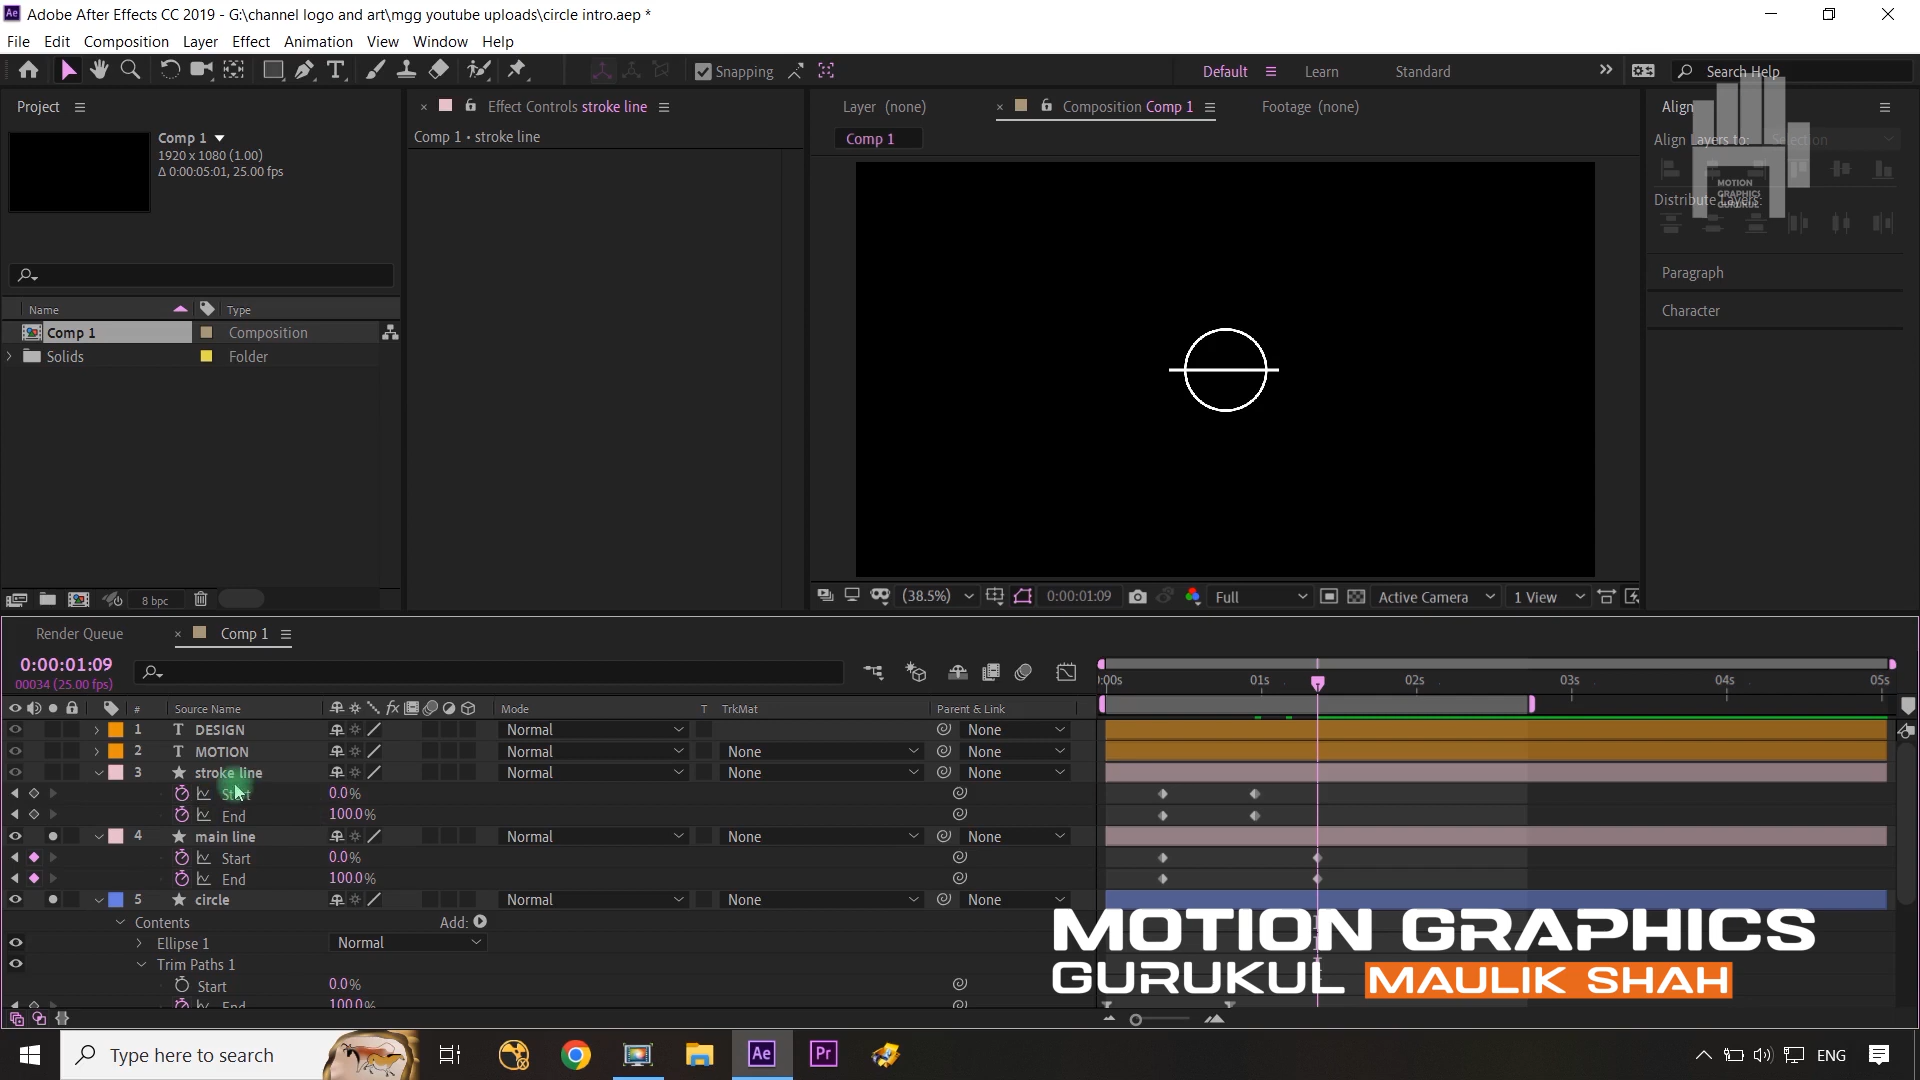 Adobe After Effects CC 2019 - G:\channel logo and art\mgg youtube uploads\circle intro.aep *
File Edit Composition Layer Effect Animation View Window Help
Snapping Default Learn Standard Search Help
Project Effect Controls stroke line Layer (none) Composition Comp 1 Footage (none) Align
Comp 1 Comp 1 • stroke line Comp 1 Align Layers to: Selection
1920 x 1080 (1.00)
Δ 0:00:05:01, 25.00 fps
MOTION
GRAPHICS
GURUKUL
Distribute Layers:
Paragraph
Character
Name Type
Comp 1 Composition
Solids Folder
8 bpc (38.5%) 0:00:01:09 Full Active Camera 1 View
Render Queue Comp 1
0:00:01:09
00034 (25.00 fps)
:00s 01s 02s 03s 04s 05s
# Source Name Mode T TrkMat Parent & Link
1 T DESIGN Normal None
2 T MOTION Normal None None
3 stroke line Normal None None
Start 0.0%
End 100.0%
4 main line Normal None None
Start 0.0%
End 100.0%
5 circle Normal None None
Contents Add:
Ellipse 1 Normal
Trim Paths 1
Start 0.0%
End 100.0%
MOTION GRAPHICS
GURUKUL MAULIK SHAH
Type here to search Ae Pr ENG